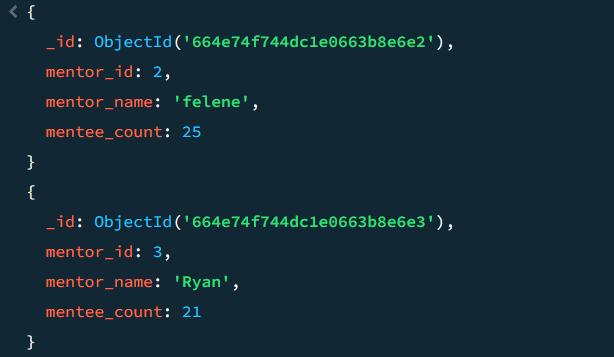 {
_id: ObjectId('664e74f744dc1e0663b8e6e2'),
mentor_id: 2,
mentor_name: 'felene',
mentee_count: 25
}
{
_id: ObjectId('664e74f744dc1e0663b8e6e3'),
mentor_id: 3,
mentor_name: 'Ryan',
mentee_count: 21
}